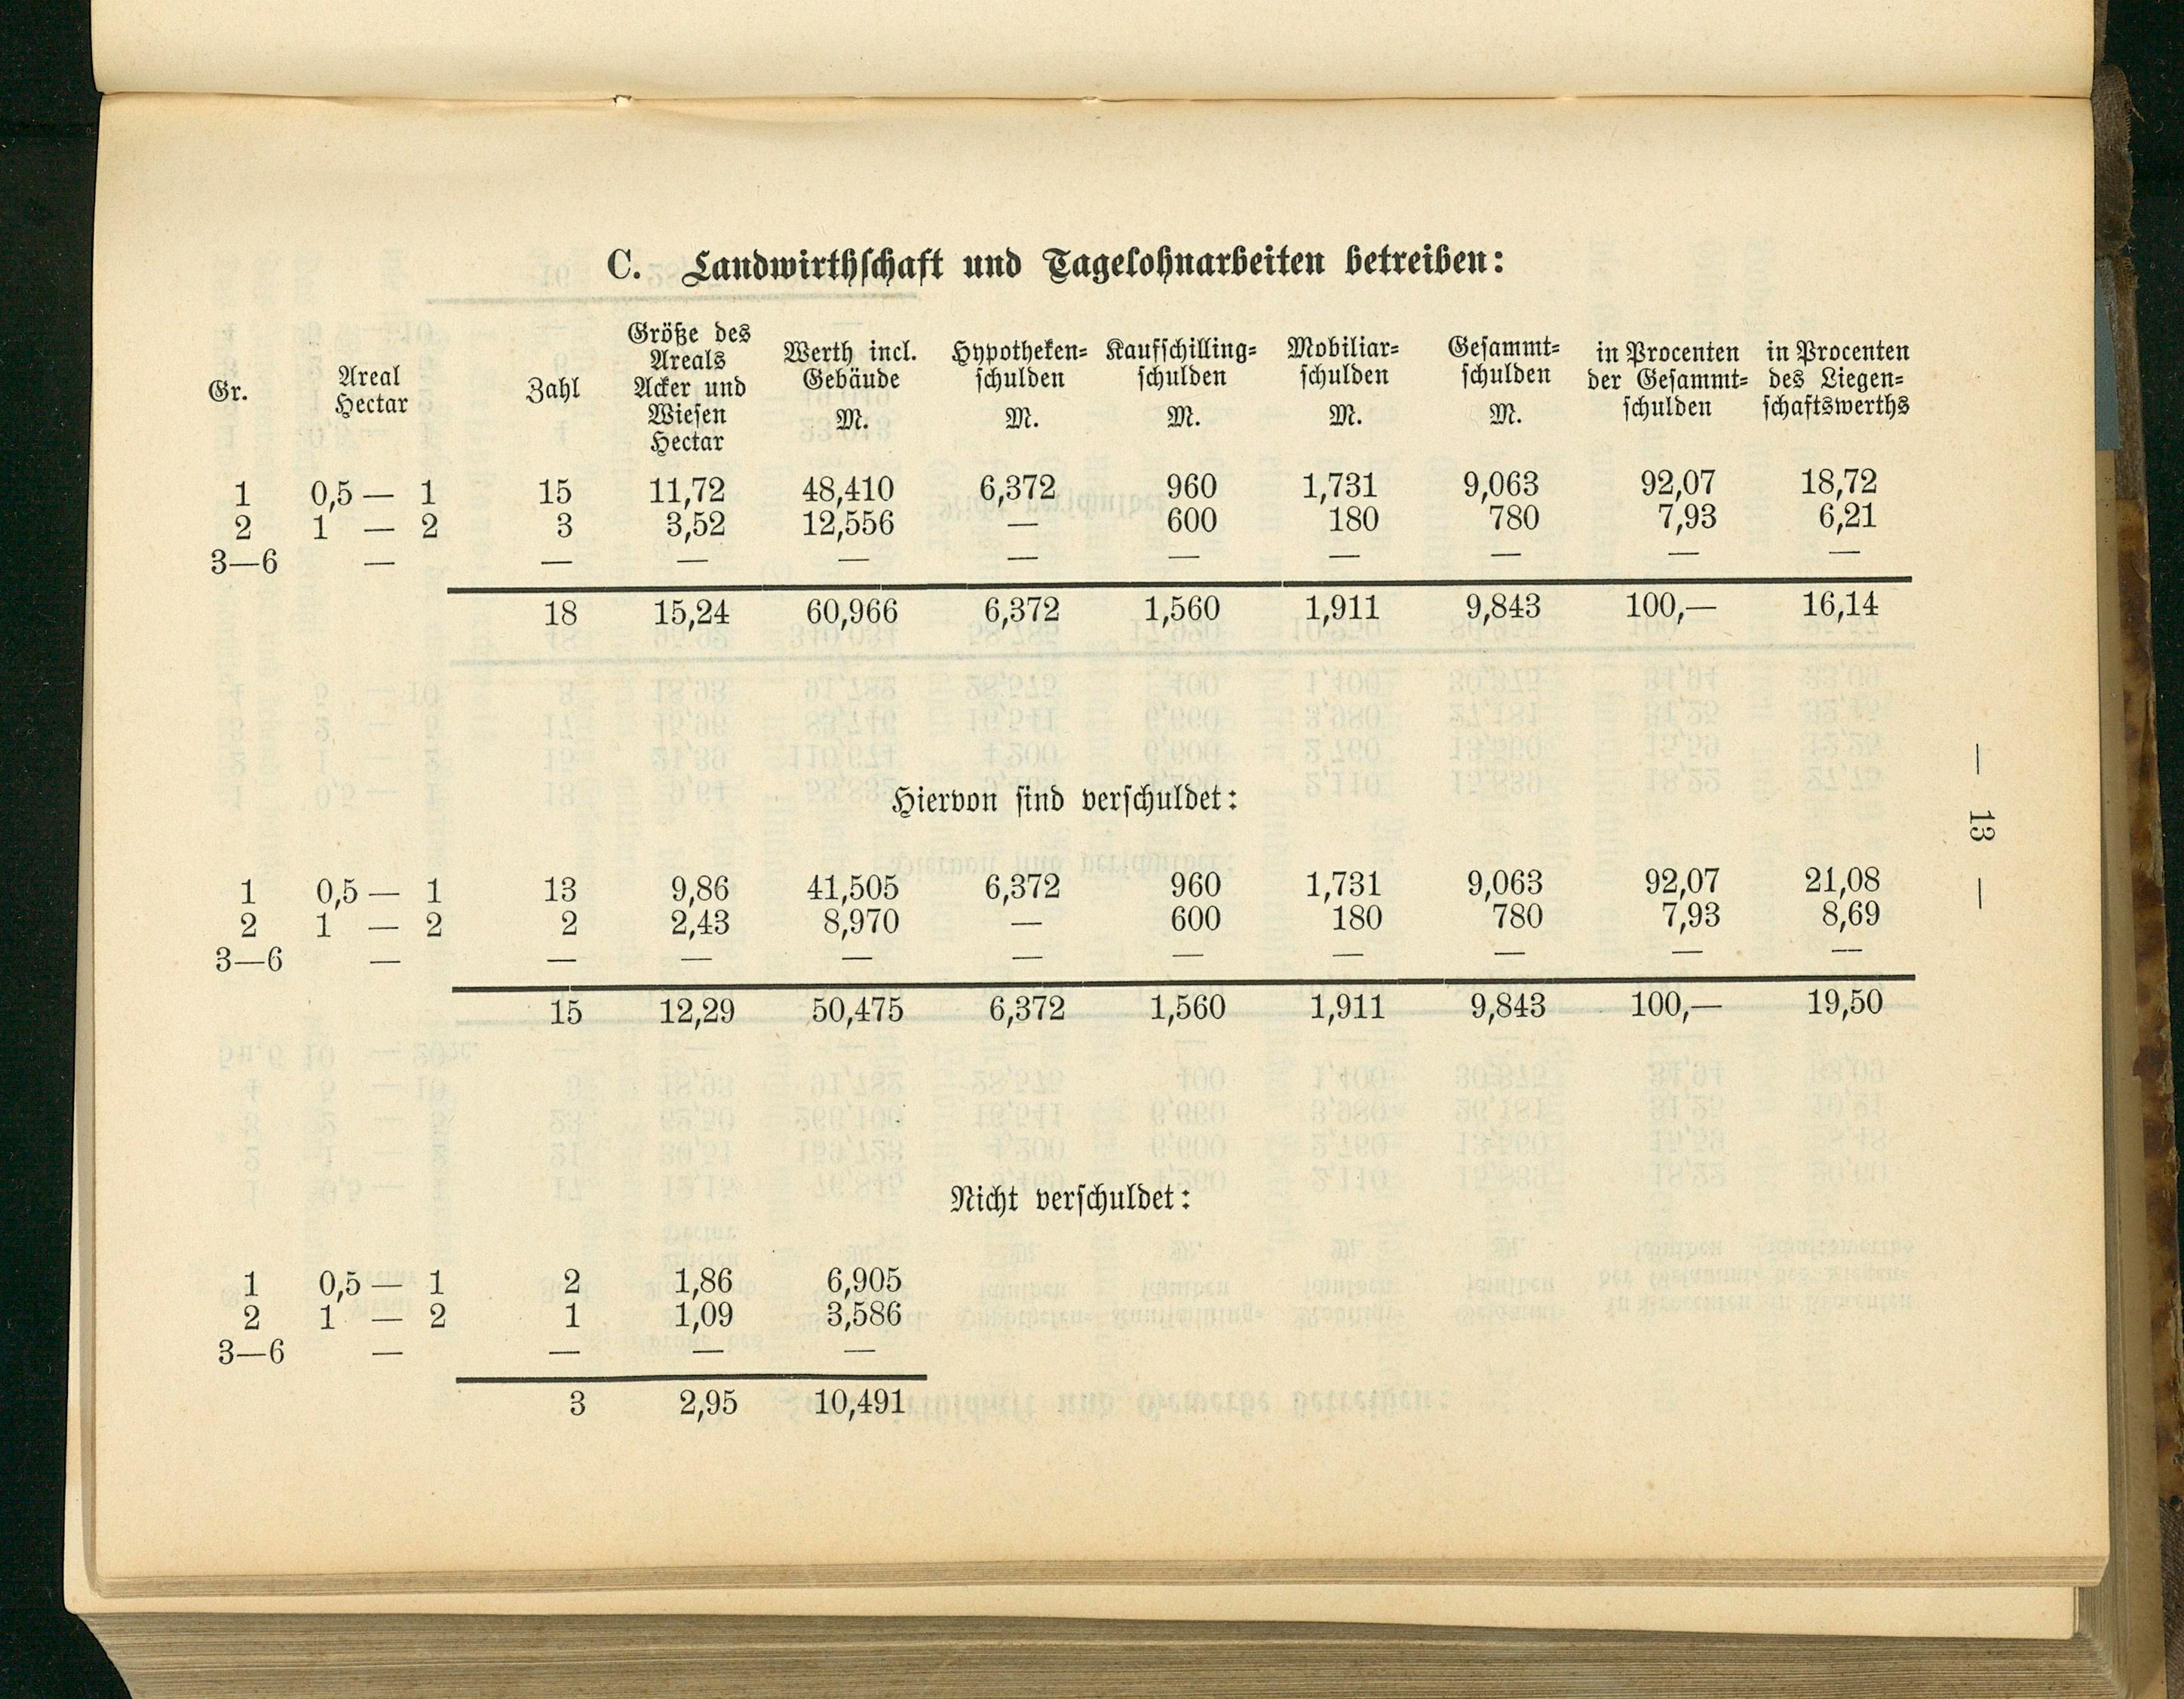 C. Landwirthschaft und Tagelohnarbeiten betreiben:
Gr. Areal Hectar Zahl Größe des Areals Acker und Wiesen Hectar Werth incl. Gebäude M. Hypotheken-schulden M. Kaufschilling-schulden M. Mobiliar-schulden M. Gesammt-schulden M. in Procenten der Gesammt-schulden in Procenten des Liegen-schaftswerths
1 0,5 — 1 15 11,72 48,410 6,372 960 1,731 9,063 92,07 18,72
2 1 — 2 3 3,52 12,556 — 600 180 780 7,93 6,21
3—6 — — — — — — — — — —
18 15,24 60,966 6,372 1,560 1,911 9,843 100,— 16,14
Hiervon sind verschuldet:
1 0,5 — 1 13 9,86 41,505 6,372 960 1,731 9,063 92,07 21,08
2 1 — 2 2 2,43 8,970 — 600 180 780 7,93 8,69
3—6 — — — — — — — — — —
15 12,29 50,475 6,372 1,560 1,911 9,843 100,— 19,50
Nicht verschuldet:
1 0,5 — 1 2 1,86 6,905
2 1 — 2 1 1,09 3,586
3—6 — — — —
3 2,95 10,491
— 13 —